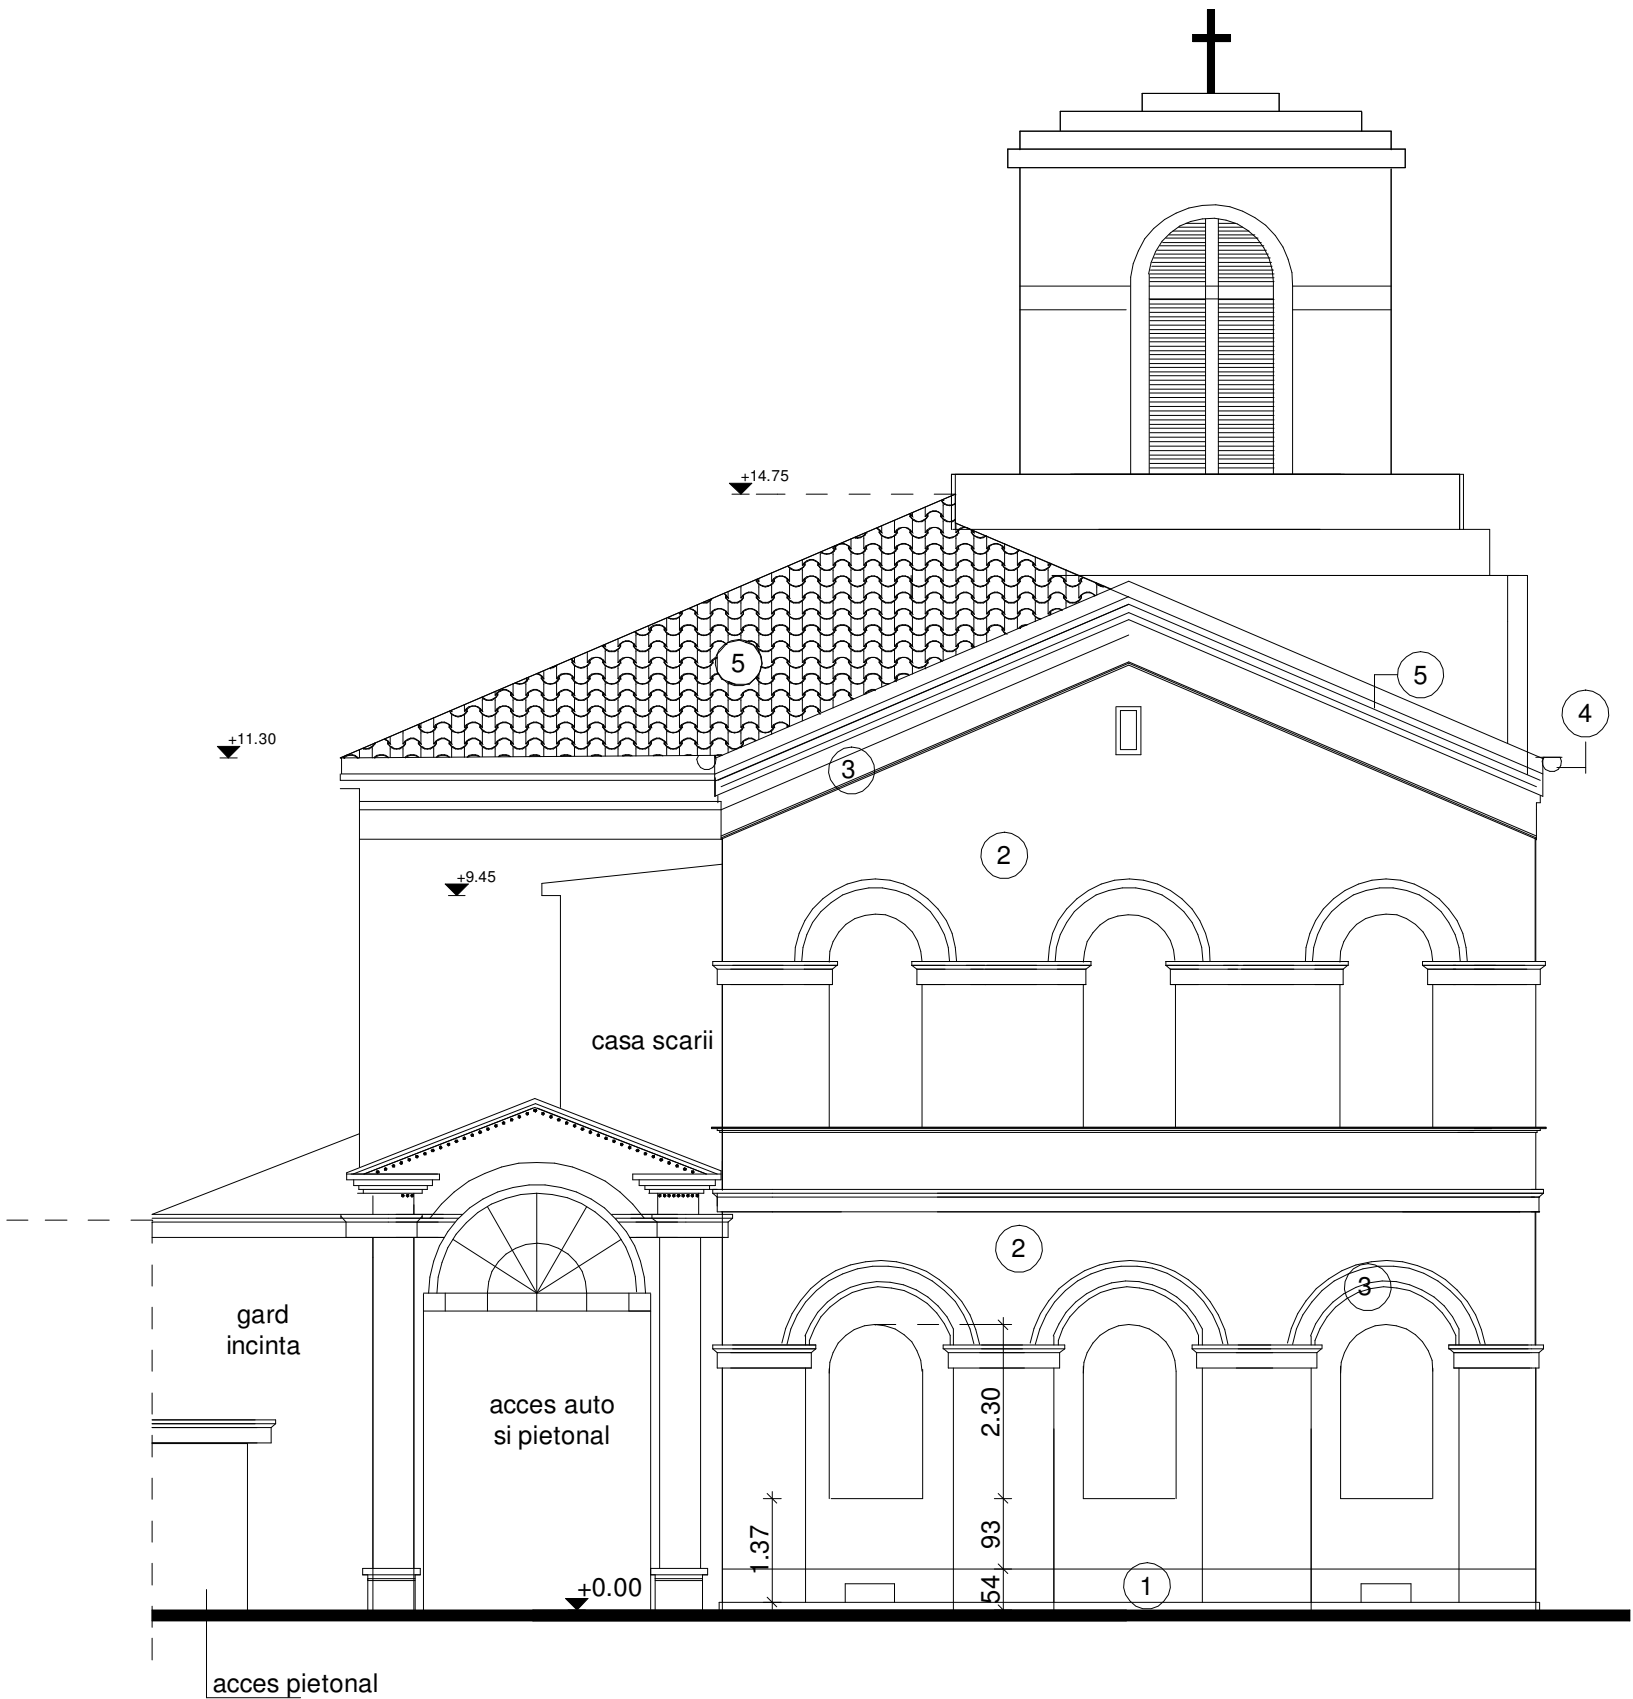 +14.75
5
5
4
+11.30
3
2
+9.45
casa scarii
2
3
gard
incinta
acces auto
si pietonal
2.30
93
1.37
54
1
+0.00
acces pietonal